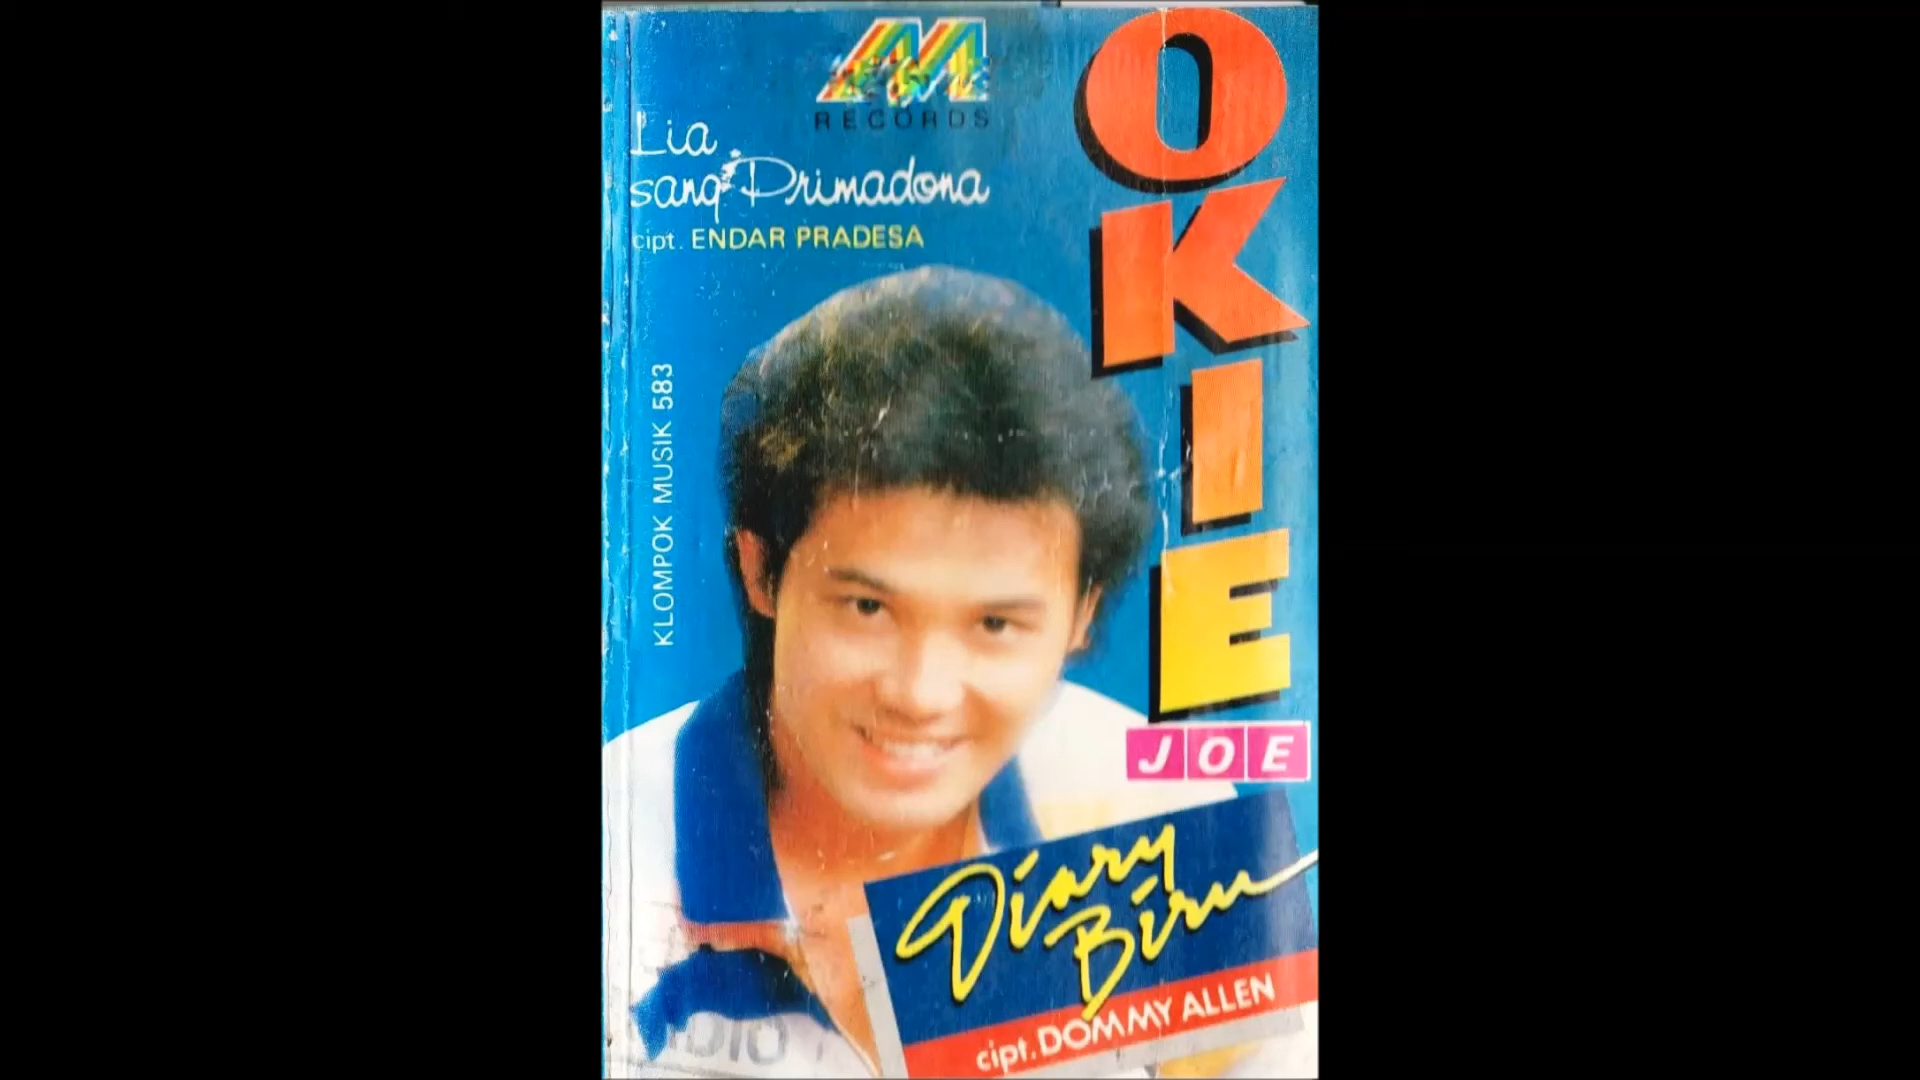 RECORDS
Lia
sang Primadona
cipt. ENDAR PRADESA
KLOMPOK MUSIK 583
OKIE
JOE
Diary
Biru
cipt. DOMMY ALLEN